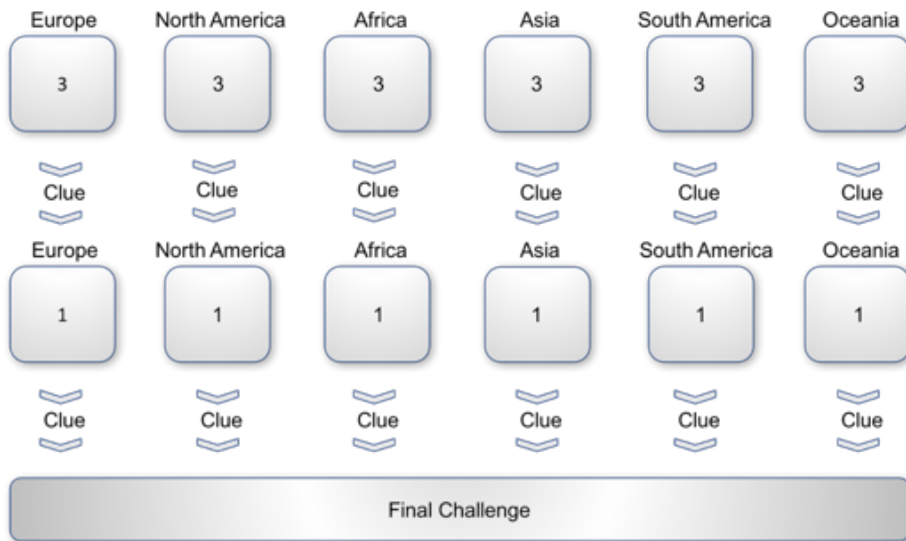 Europe North America Africa Asia South America Oceania
3 3 3 3 3 3
Clue Clue Clue Clue Clue Clue
Europe North America Africa Asia South America Oceania
1 1 1 1 1 1
Clue Clue Clue Clue Clue Clue
Final Challenge